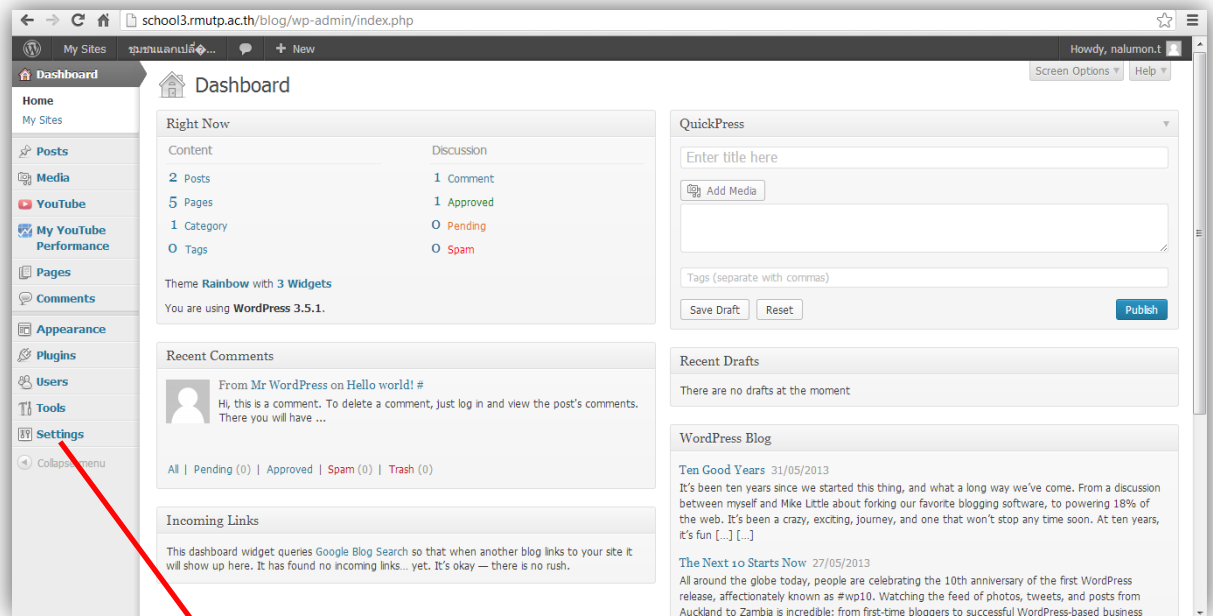 school3.rmutp.ac.th/blog/wp-admin/index.php
My Sites ชุมชนแลกเปลี่�... + New Howdy, nalumon.t
Dashboard
Home
My Sites
Posts
Media
YouTube
My YouTube
Performance
Pages
Comments
Appearance
Plugins
Users
Tools
Settings
Collapse menu
Screen Options Help
Dashboard
Right Now
Content Discussion
2 Posts 1 Comment
5 Pages 1 Approved
1 Category 0 Pending
0 Tags 0 Spam
Theme Rainbow with 3 Widgets
You are using WordPress 3.5.1.
Recent Comments
From Mr WordPress on Hello world! #
Hi, this is a comment. To delete a comment, just log in and view the post's comments.
There you will have ...
All | Pending (0) | Approved | Spam (0) | Trash (0)
Incoming Links
This dashboard widget queries Google Blog Search so that when another blog links to your site it
will show up here. It has found no incoming links... yet. It's okay — there is no rush.
QuickPress
Enter title here
Add Media
Tags (separate with commas)
Save Draft Reset Publish
Recent Drafts
There are no drafts at the moment
WordPress Blog
Ten Good Years 31/05/2013
It's been ten years since we started this thing, and what a long way we've come. From a discussion
between myself and Mike Little about forking our favorite blogging software, to powering 18% of
the web. It's been a crazy, exciting, journey, and one that won't stop any time soon. At ten years,
it's fun [...] [...]
The Next 10 Starts Now 27/05/2013
All around the globe today, people are celebrating the 10th anniversary of the first WordPress
release, affectionately known as #wp10. Watching the feed of photos, tweets, and posts from
Auckland to Zambia is incredible; from first-time bloggers to successful WordPress-based business